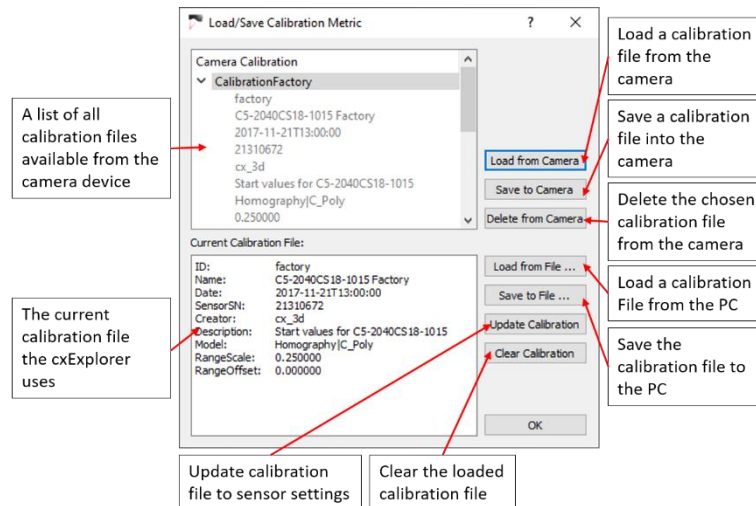 Load/Save Calibration Metric
? ×
Camera Calibration
CalibrationFactory
factory
C5-2040CS18-1015 Factory
2017-11-21T13:00:00
21310672
cx_3d
Start values for C5-2040CS18-1015
Homography|C_Poly
0.250000
Load from Camera
Save to Camera
Delete from Camera
Current Calibration File:
ID: factory
Name: C5-2040CS18-1015 Factory
Date: 2017-11-21T13:00:00
SensorSN: 21310672
Creator: cx_3d
Description: Start values for C5-2040CS18-1015
Model: Homography|C_Poly
RangeScale: 0.250000
RangeOffset: 0.000000
Load from File ...
Save to File ...
Update Calibration
Clear Calibration
OK
A list of all
calibration files
available from the
camera device
The current
calibration file
the cxExplorer
uses
Load a calibration
file from the
camera
Save a calibration
file into the
camera
Delete the chosen
calibration file
from the camera
Load a calibration
File from the PC
Save the
calibration file to
the PC
Update calibration
file to sensor settings
Clear the loaded
calibration file